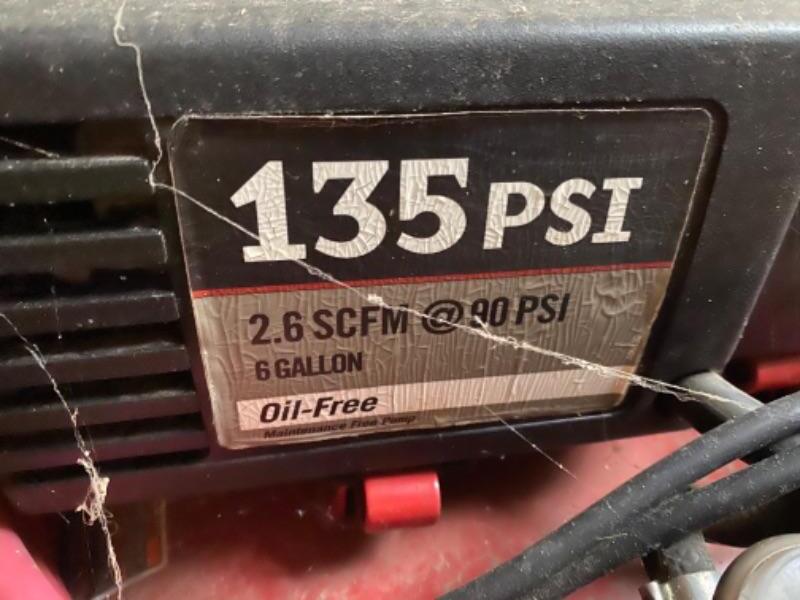 135 PSI
2.6 SCFM @ 90 PSI
6 GALLON
Oil-Free
Maintenance Free Pump